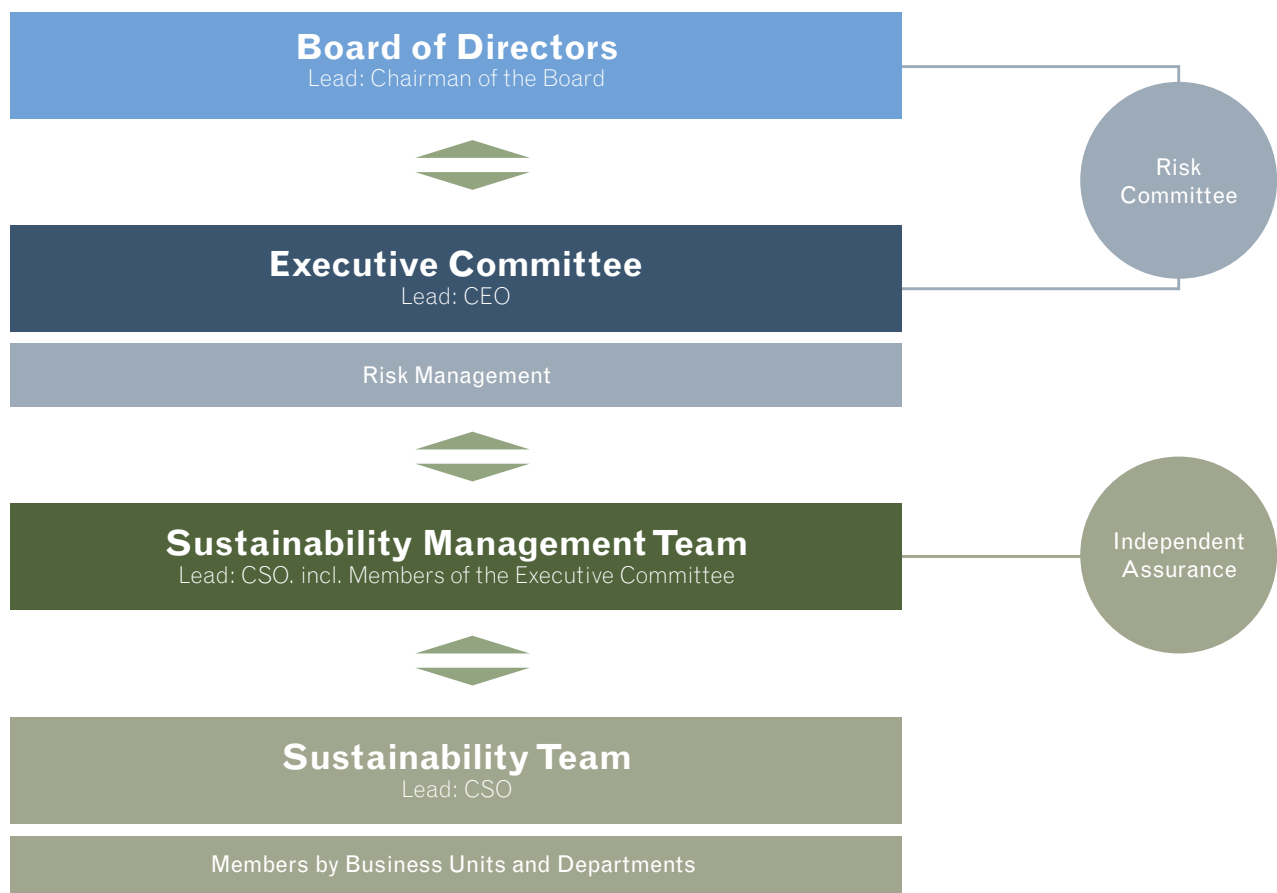 Board of Directors
Lead: Chairman of the Board
Risk
Committee
Executive Committee
Lead: CEO
Risk Management
Sustainability Management Team
Lead: CSO. incl. Members of the Executive Committee
Independent
Assurance
Sustainability Team
Lead: CSO
Members by Business Units and Departments